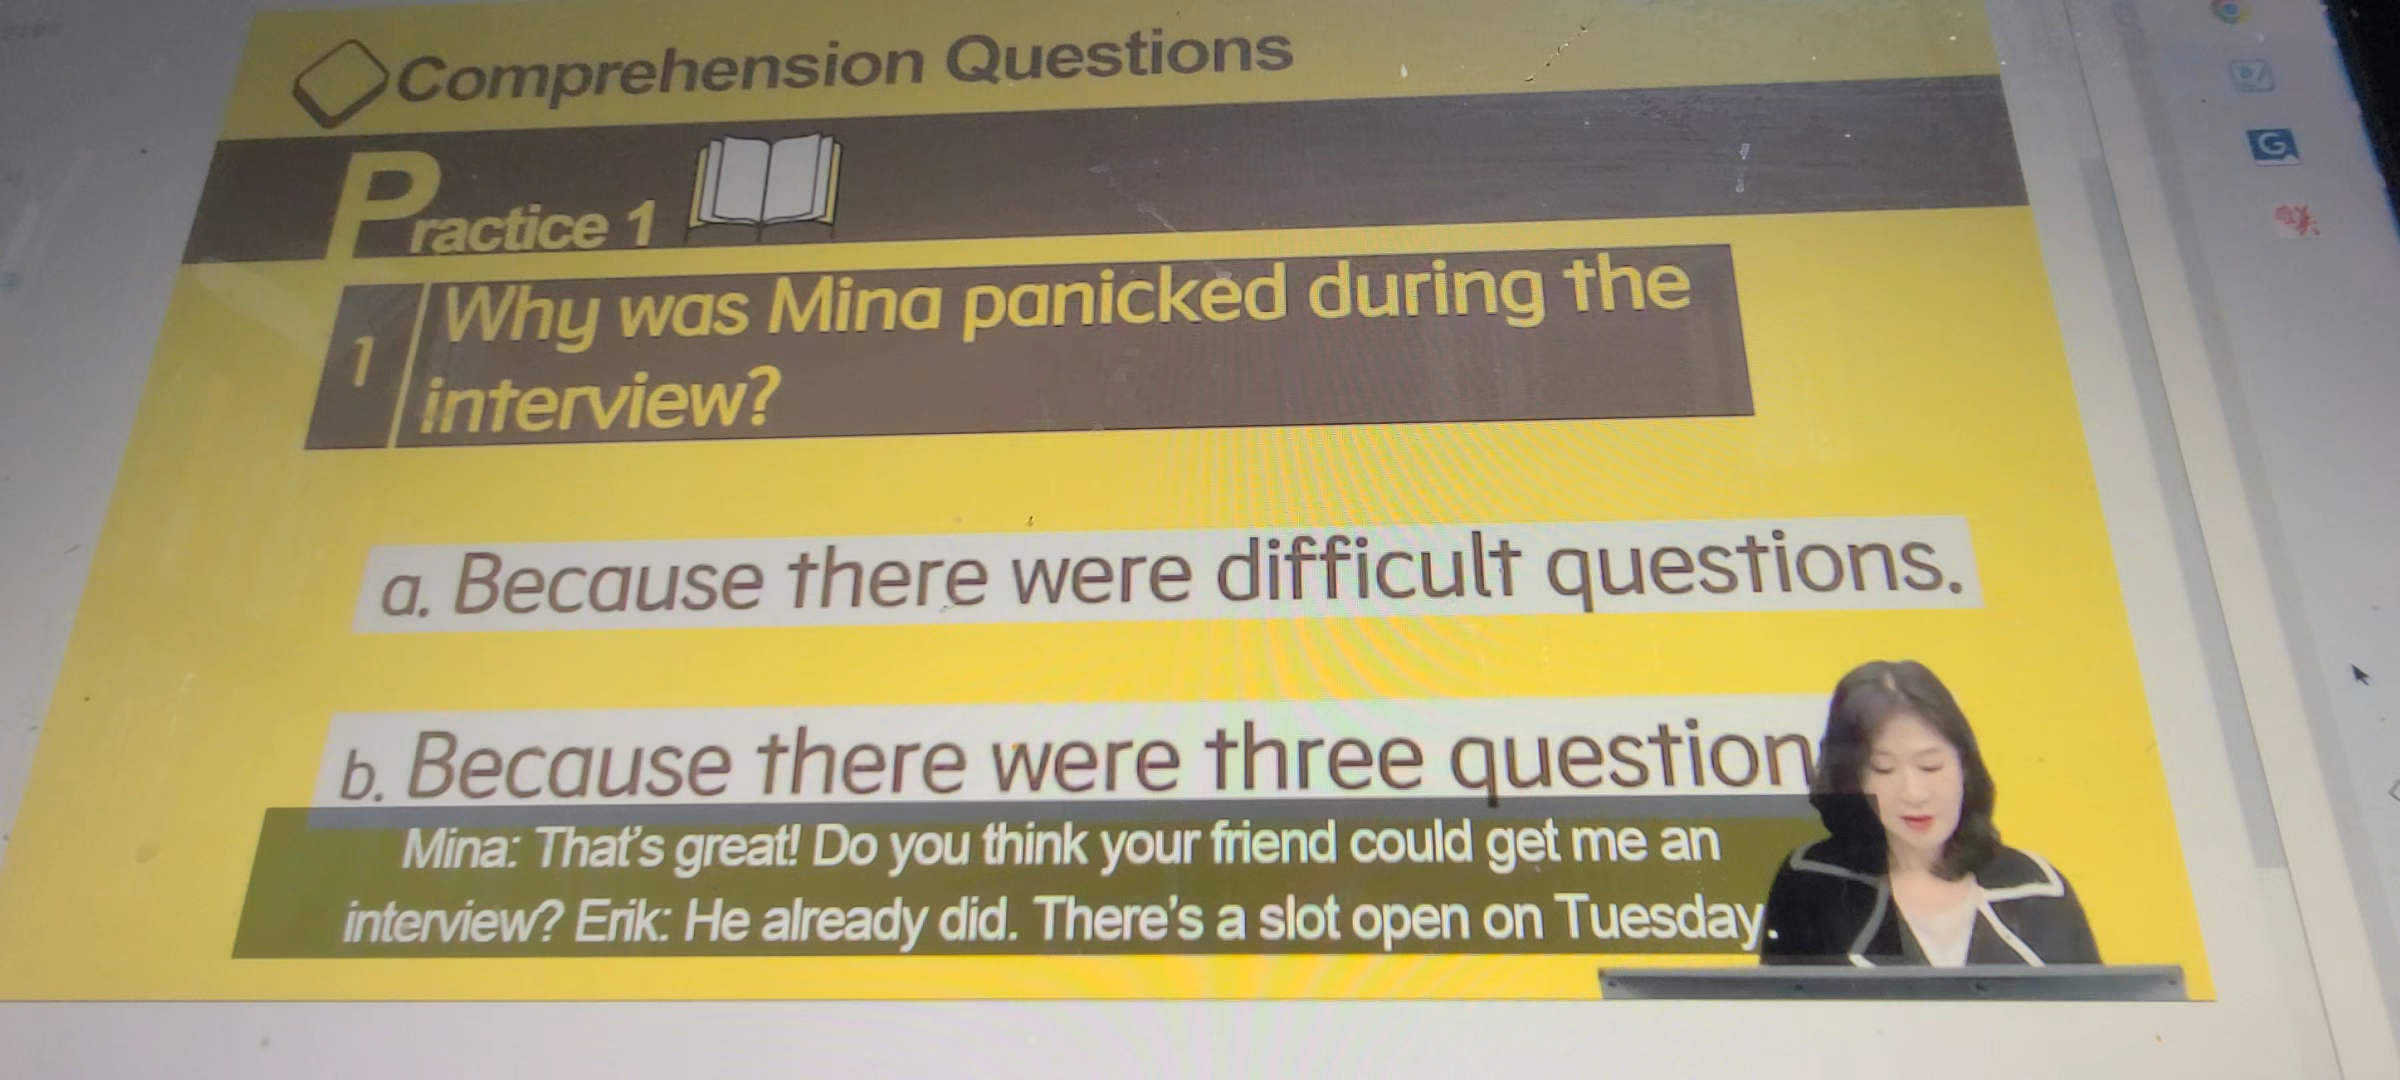 Comprehension Questions
Practice 1
1 Why was Mina panicked during the
interview?
a. Because there were difficult questions.
b. Because there were three question
Mina: That's great! Do you think your friend could get me an
interview? Erik: He already did. There's a slot open on Tuesday.
G